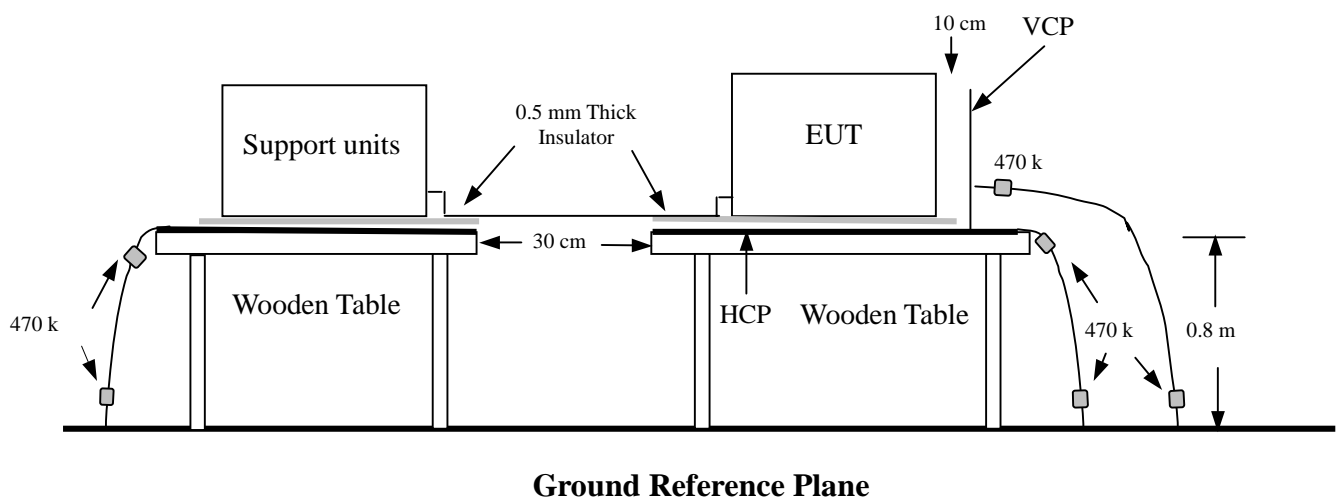 10 cm
VCP
0.5 mm Thick
Insulator
Support units
EUT
470 k
30 cm
Wooden Table
HCP
Wooden Table
470 k
470 k
0.8 m
Ground Reference Plane